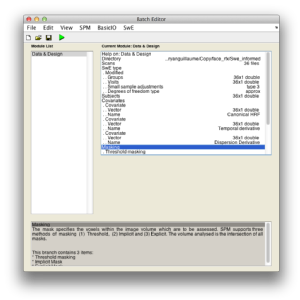 Batch Editor
File Edit View SPM BasicIO SwE
Module List
Current Module: Data & Design
Data & Design
Help on: Data & Design
Directory
Scans 36 files
SwE type
. Modified
. . Groups 36x1 double
. . Visits 36x1 double
. . Small sample adjustments type 3
. . Degrees of freedom type approx
Subjects 36x1 double
Covariates
. Covariate
. . Vector 36x1 double
. . Name Canonical HRF
. Covariate
. . Vector 36x1 double
. . Name Temporal derivative
. Covariate
. . Vector 36x1 double
. . Name Dispersion Derivative
Masking
. Threshold masking
Masking
The mask specifies the voxels within the image volume which are to be assessed. SPM supports three
methods of masking (1) Threshold, (2) Implicit and (3) Explicit. The volume analysed is the intersection of all
masks.
This branch contains 3 items:
* Threshold masking
* Implicit Mask